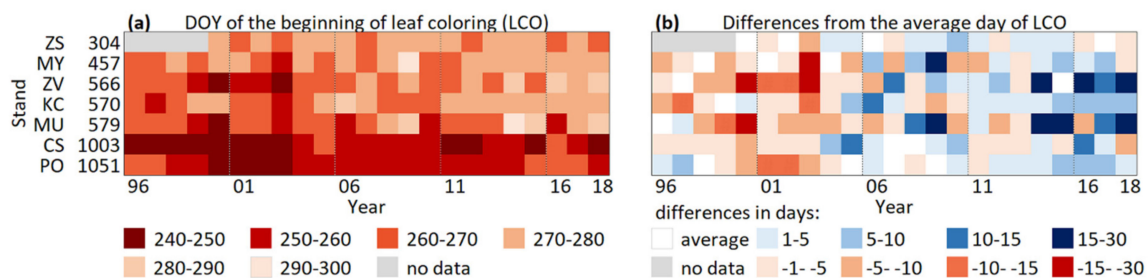 (a) DOY of the beginning of leaf coloring (LCO)
Stand
ZS 304
MY 457
ZV 566
KC 570
MU 579
CS 1003
PO 1051
96 01 06 11 16 18
Year
240-250 250-260 260-270 270-280
280-290 290-300 no data
(b) Differences from the average day of LCO
96 01 06 11 16 18
Year
differences in days:
average 1-5 5-10 10-15 15-30
no data -1- -5 -5- -10 -10- -15 -15- -30